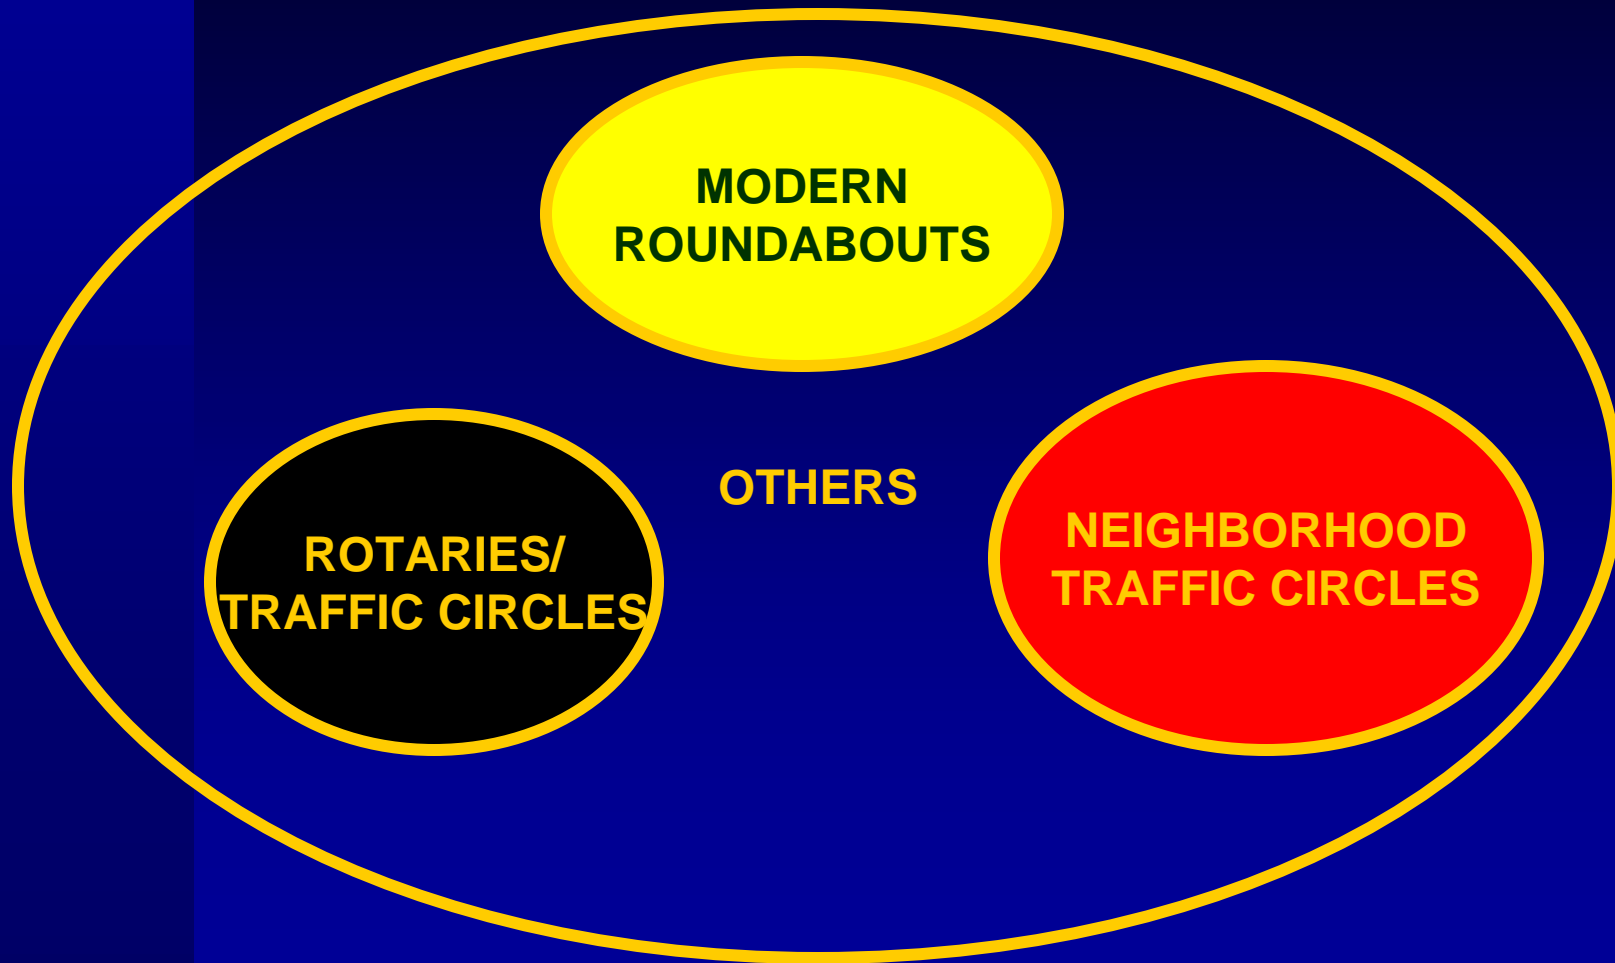 MODERN
ROUNDABOUTS
OTHERS
ROTARIES/
TRAFFIC CIRCLES
NEIGHBORHOOD
TRAFFIC CIRCLES